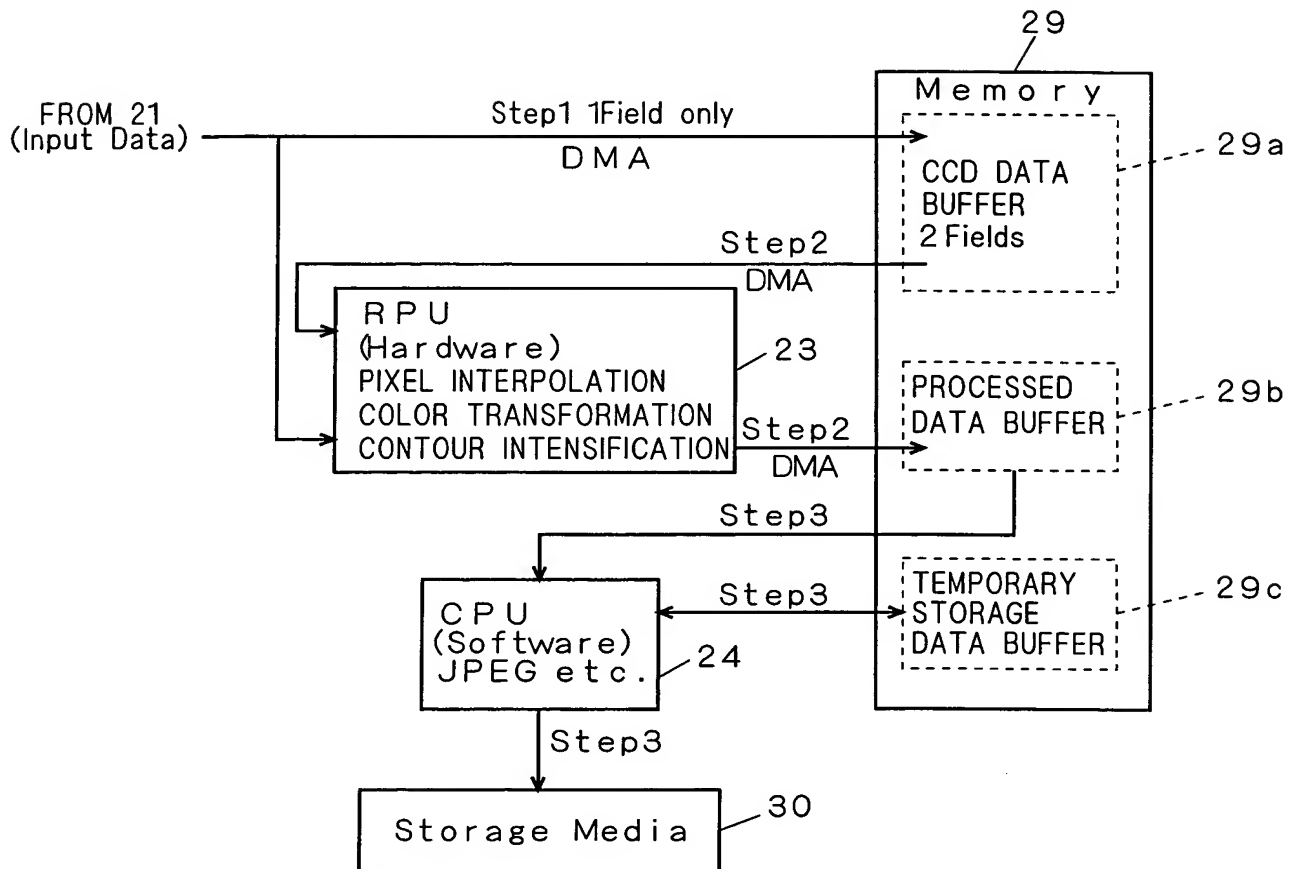 29
Memory
FROM 21
(Input Data)
Step1 1Field only
DMA
29a
CCD DATA
BUFFER
2 Fields
Step2
DMA
RPU
(Hardware)
PIXEL INTERPOLATION
COLOR TRANSFORMATION
CONTOUR INTENSIFICATION
23
Step2
DMA
PROCESSED
DATA BUFFER
29b
Step3
CPU
(Software)
JPEG etc.
24
Step3
TEMPORARY
STORAGE
DATA BUFFER
29c
Step3
Storage Media
30